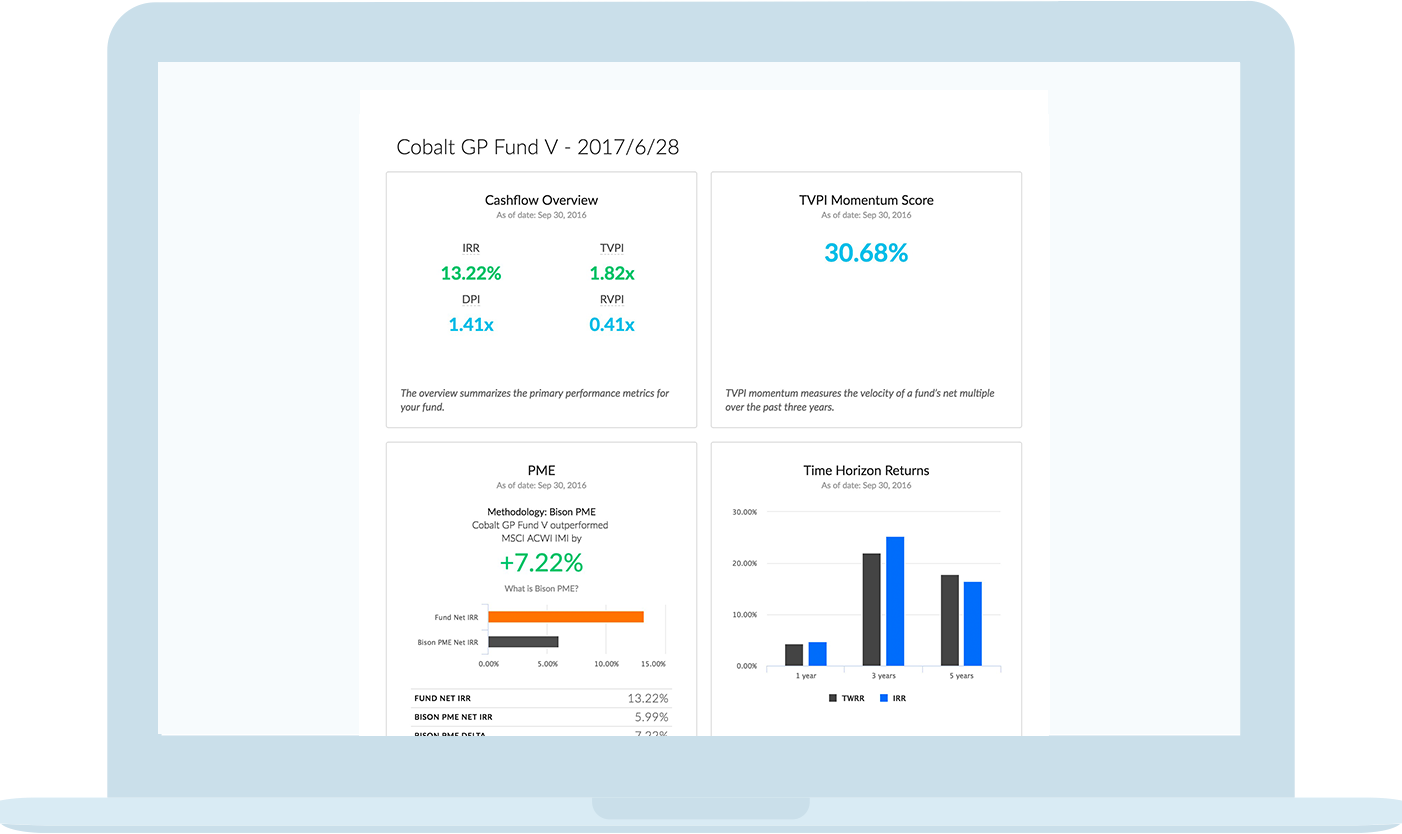 Cobalt GP Fund V - 2017/6/28
Cashflow Overview
As of date: Sep 30, 2016
IRR
TVPI
13.22%
1.82x
DPI
RVPI
1.41x
0.41x
The overview summarizes the primary performance metrics for
your fund.
TVPI Momentum Score
As of date: Sep 30, 2016
30.68%
TVPI momentum measures the velocity of a fund's net multiple
over the past three years.
PME
As of date: Sep 30, 2016
Methodology: Bison PME
Cobalt GP Fund V outperformed
MSCI ACWI IMI by
+7.22%
What is Bison PME?
Fund Net IRR
Bison PME Net IRR
0.00%
5.00%
10.00%
15.00%
FUND NET IRR 13.22%
BISON PME NET IRR 5.99%
BISON PME DELTA 7.22%
Time Horizon Returns
As of date: Sep 30, 2016
30.00%
20.00%
10.00%
0.00%
1 year
3 years
5 years
TWRR
IRR